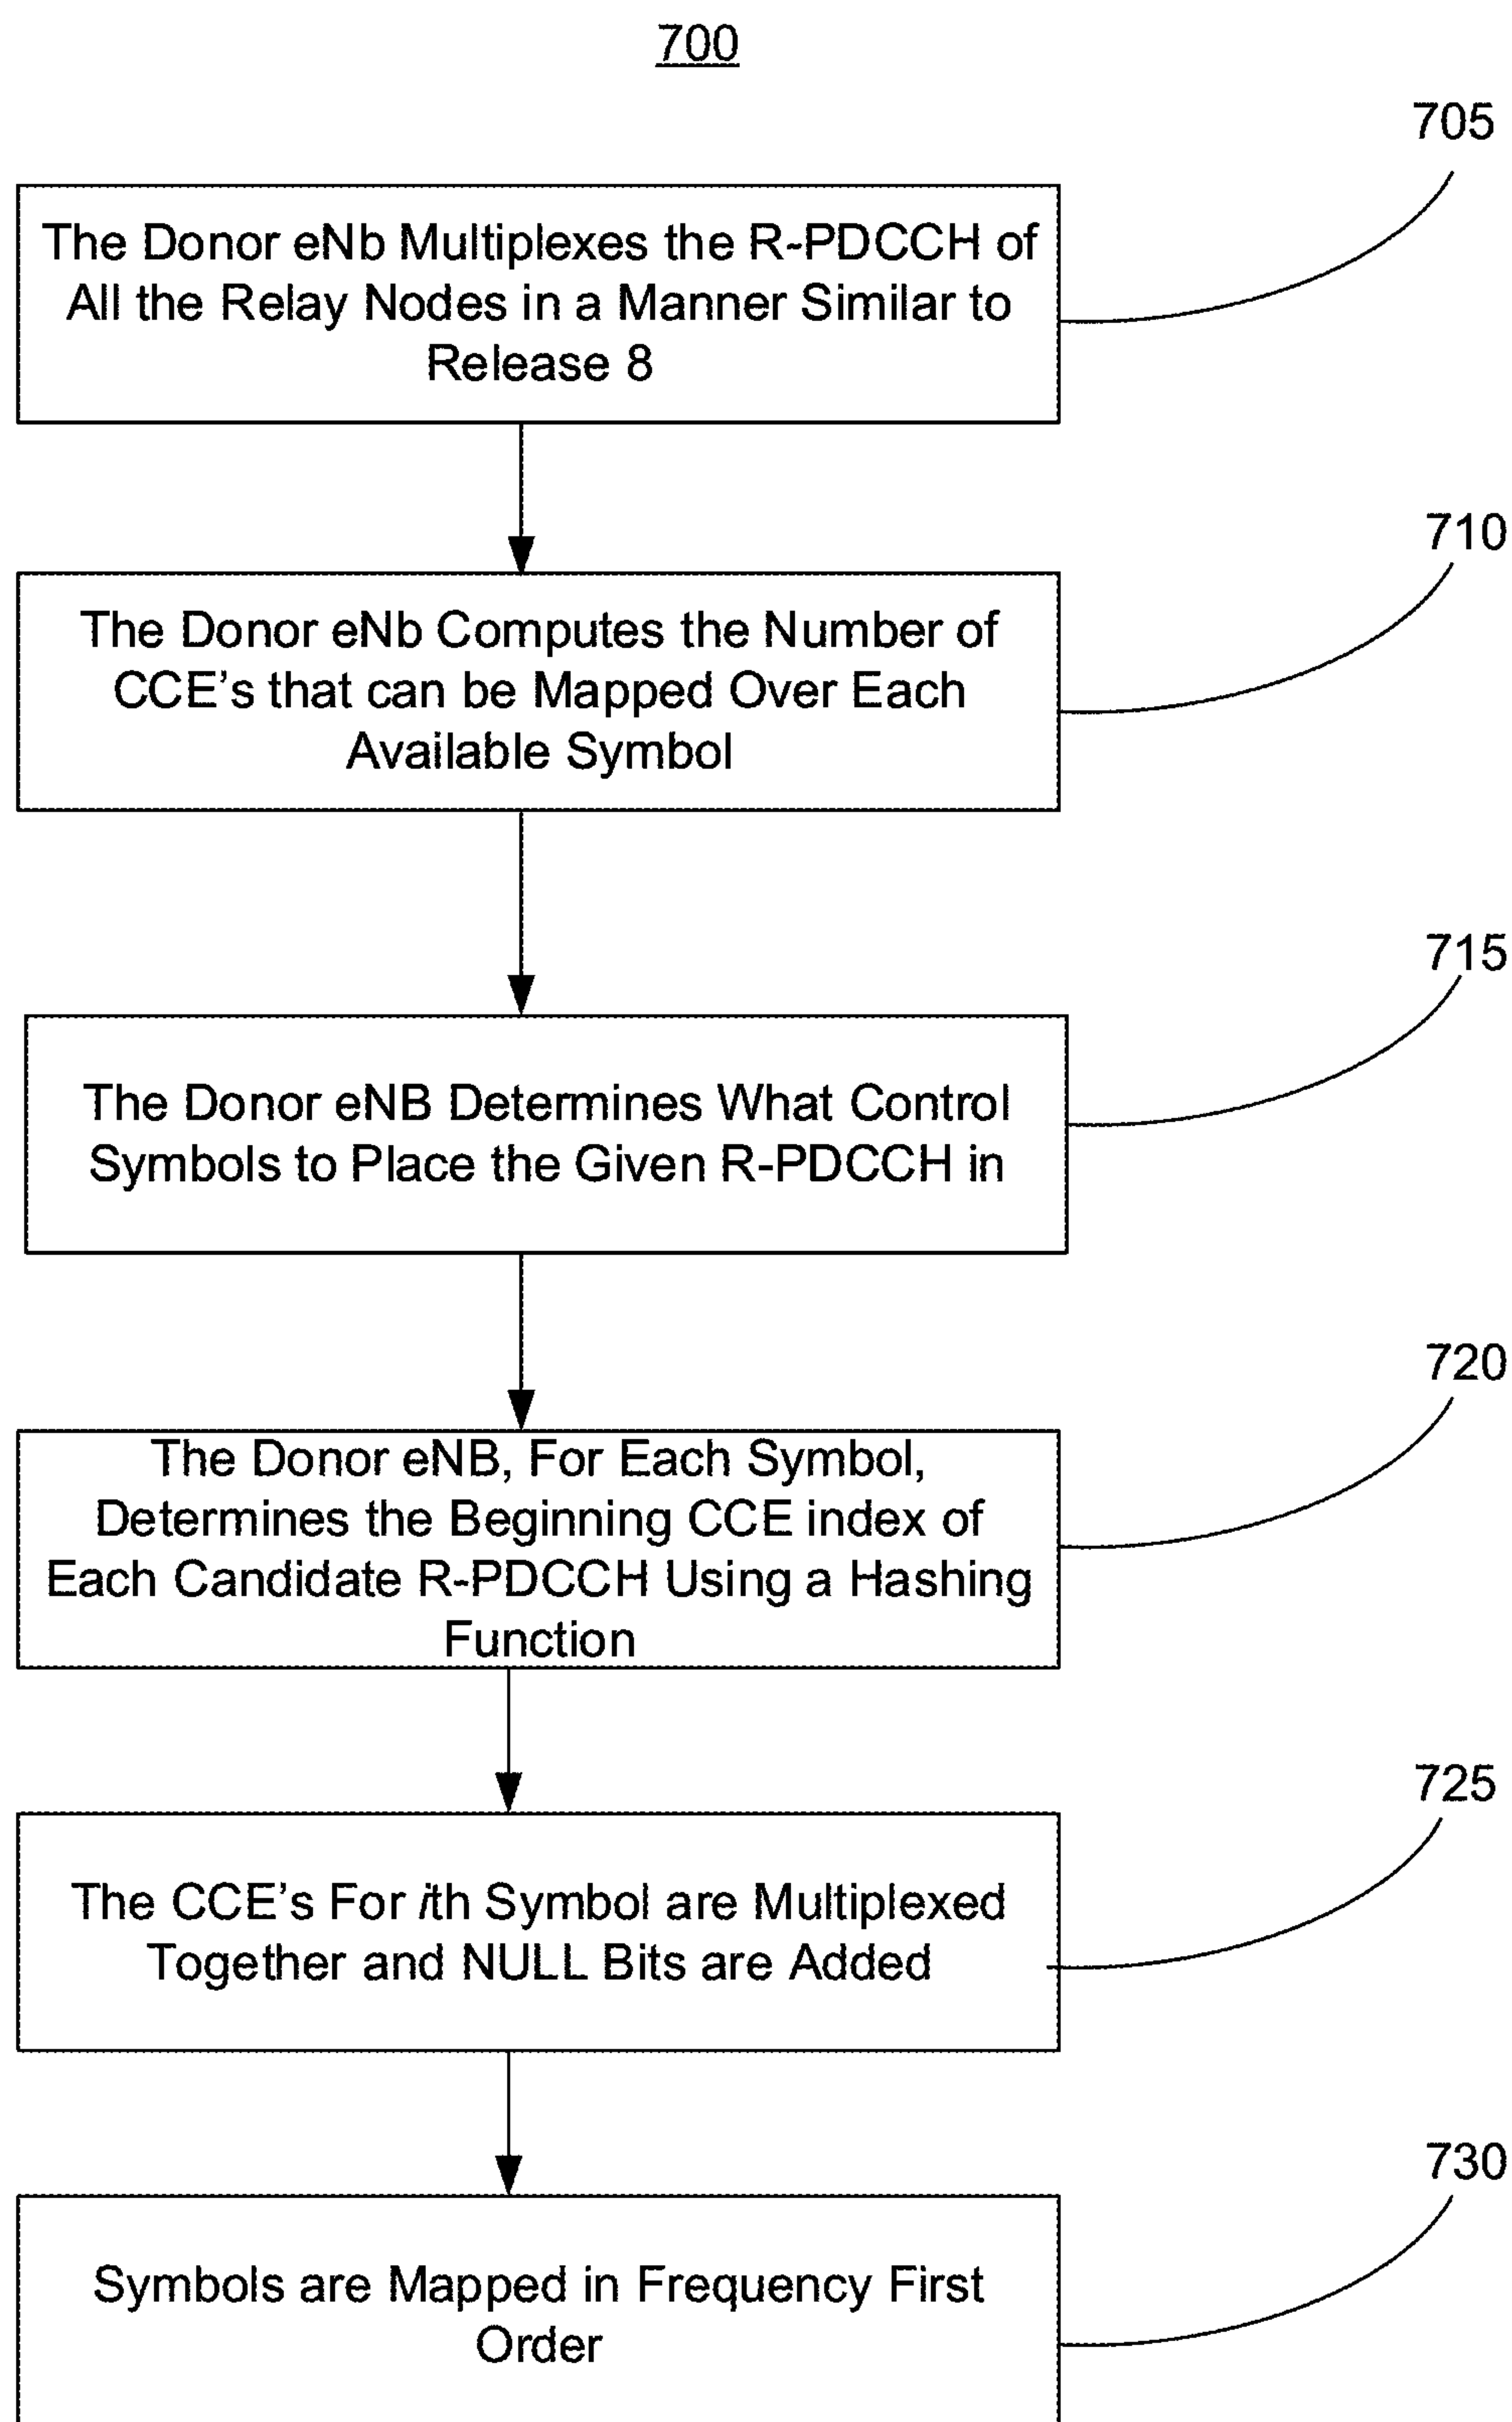 700
705
The Donor eNb Multiplexes the R-PDCCH of
All the Relay Nodes in a Manner Similar to
Release 8
710
The Donor eNb Computes the Number of
CCE's that can be Mapped Over Each
Available Symbol
715
The Donor eNB Determines What Control
Symbols to Place the Given R-PDCCH in
720
The Donor eNB, For Each Symbol,
Determines the Beginning CCE index of
Each Candidate R-PDCCH Using a Hashing
Function
725
The CCE's For ith Symbol are Multiplexed
Together and NULL Bits are Added
730
Symbols are Mapped in Frequency First
Order